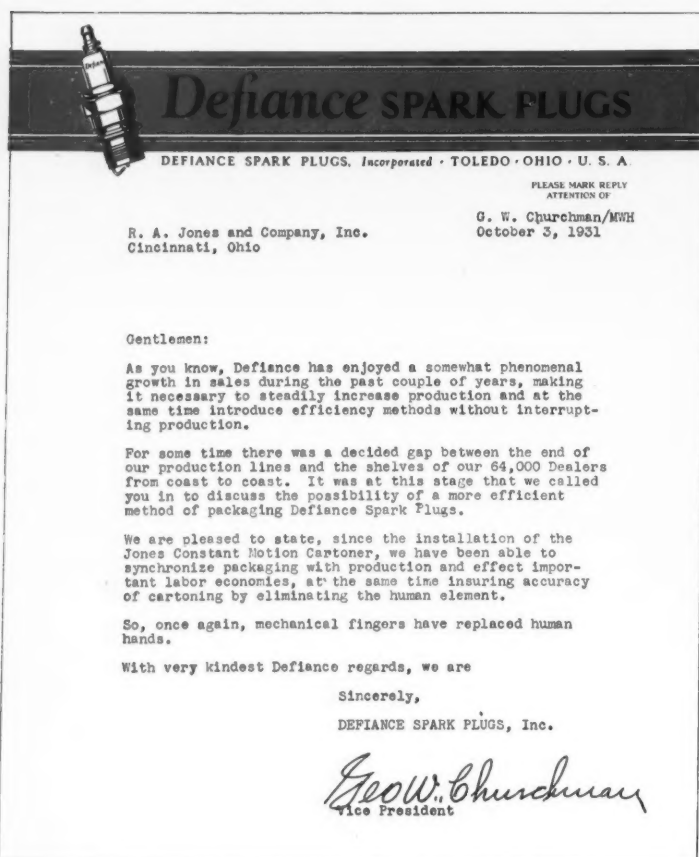 Defiance
Defiance SPARK PLUGS
DEFIANCE SPARK PLUGS, Incorporated · TOLEDO · OHIO · U. S. A.
PLEASE MARK REPLY
ATTENTION OF
G. W. Churchman/MWH
R. A. Jones and Company, Inc.
October 3, 1931
Cincinnati, Ohio
Gentlemen:
As you know, Defiance has enjoyed a somewhat phenomenal
growth in sales during the past couple of years, making
it necessary to steadily increase production and at the
same time introduce efficiency methods without interrupt-
ing production.
For some time there was a decided gap between the end of
our production lines and the shelves of our 64,000 Dealers
from coast to coast. It was at this stage that we called
you in to discuss the possibility of a more efficient
method of packaging Defiance Spark Plugs.
We are pleased to state, since the installation of the
Jones Constant Motion Cartoner, we have been able to
synchronize packaging with production and effect impor-
tant labor economies, at the same time insuring accuracy
of cartoning by eliminating the human element.
So, once again, mechanical fingers have replaced human
hands.
With very kindest Defiance regards, we are
Sincerely,
DEFIANCE SPARK PLUGS, Inc.
Geo W. Churchman
Vice President